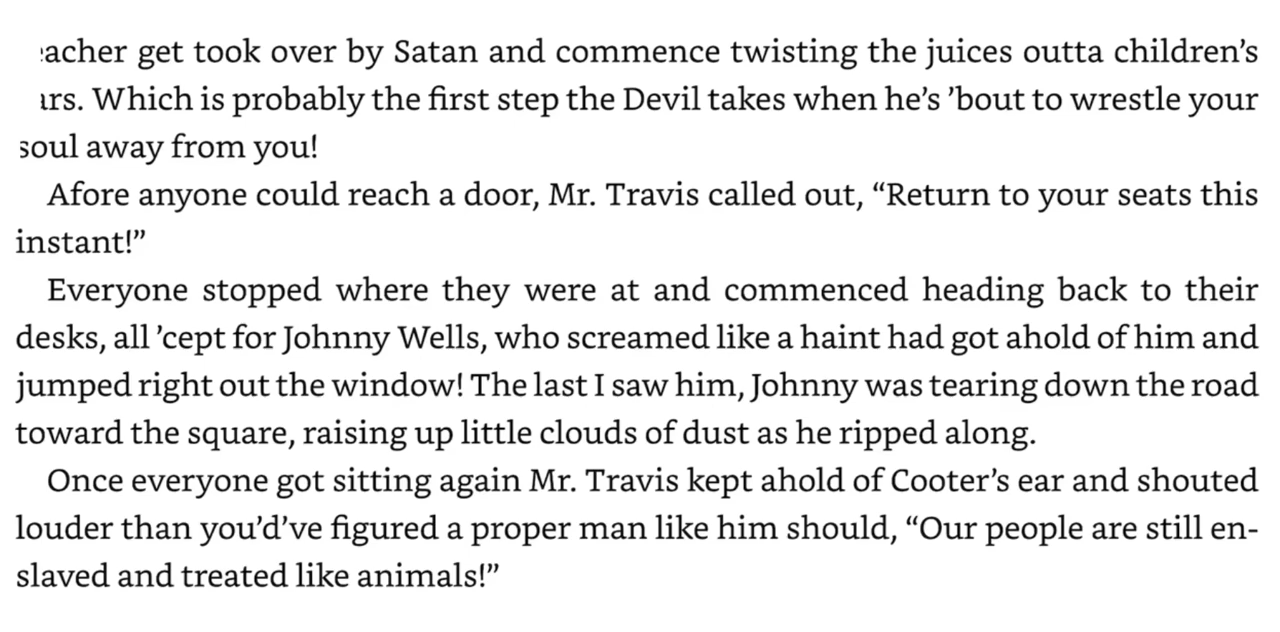 acher get took over by Satan and commence twisting the juices outta children’s
rs. Which is probably the first step the Devil takes when he’s ’bout to wrestle your
soul away from you!
Afore anyone could reach a door, Mr. Travis called out, “Return to your seats this
instant!”
Everyone stopped where they were at and commenced heading back to their
desks, all ’cept for Johnny Wells, who screamed like a haint had got ahold of him and
jumped right out the window! The last I saw him, Johnny was tearing down the road
toward the square, raising up little clouds of dust as he ripped along.
Once everyone got sitting again Mr. Travis kept ahold of Cooter’s ear and shouted
louder than you’d’ve figured a proper man like him should, “Our people are still en-
slaved and treated like animals!”